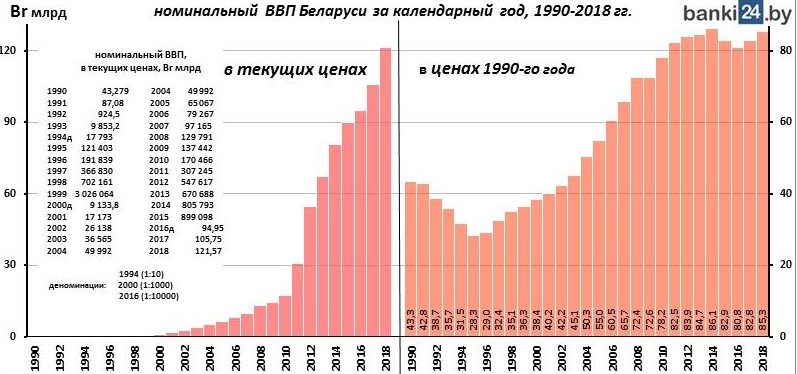 Br млрд
номинальный ВВП Беларуси за календарный год, 1990-2018 гг.
banki24.by
номинальный ВВП,
в текущих ценах, Br млрд
1990 43,279 2004 49 992
1991 87,08 2005 65 067
1992 924,5 2006 79 267
1993 9 853,2 2007 97 165
1994д 17 793 2008 129 791
1995 121 403 2009 137 442
1996 191 839 2010 170 466
1997 366 830 2011 307 245
1998 702 161 2012 547 617
1999 3 026 064 2013 670 688
2000д 9 133,8 2014 805 793
2001 17 173 2015 899 098
2002 26 138 2016д 94,95
2003 36 565 2017 105,75
2004 49 992 2018 121,57
1994 (1:10)
деноминации: 2000 (1:1000)
2016 (1:10000)
в текущих ценах
в ценах 1990-го года
120
90
60
30
0
80
60
40
20
0
43,3 42,8 38,7 35,7 31,5 28,3 29,0 32,4 35,1 36,3 38,4 40,2 42,2 45,1 50,3 55,0 60,5 65,7 72,4 72,6 78,2 82,5 83,9 84,7 86,1 82,9 80,8 82,8 85,3
1990 1992 1994 1996 1998 2000 2002 2004 2006 2008 2010 2012 2014 2016 2018
1990 1992 1994 1996 1998 2000 2002 2004 2006 2008 2010 2012 2014 2016 2018